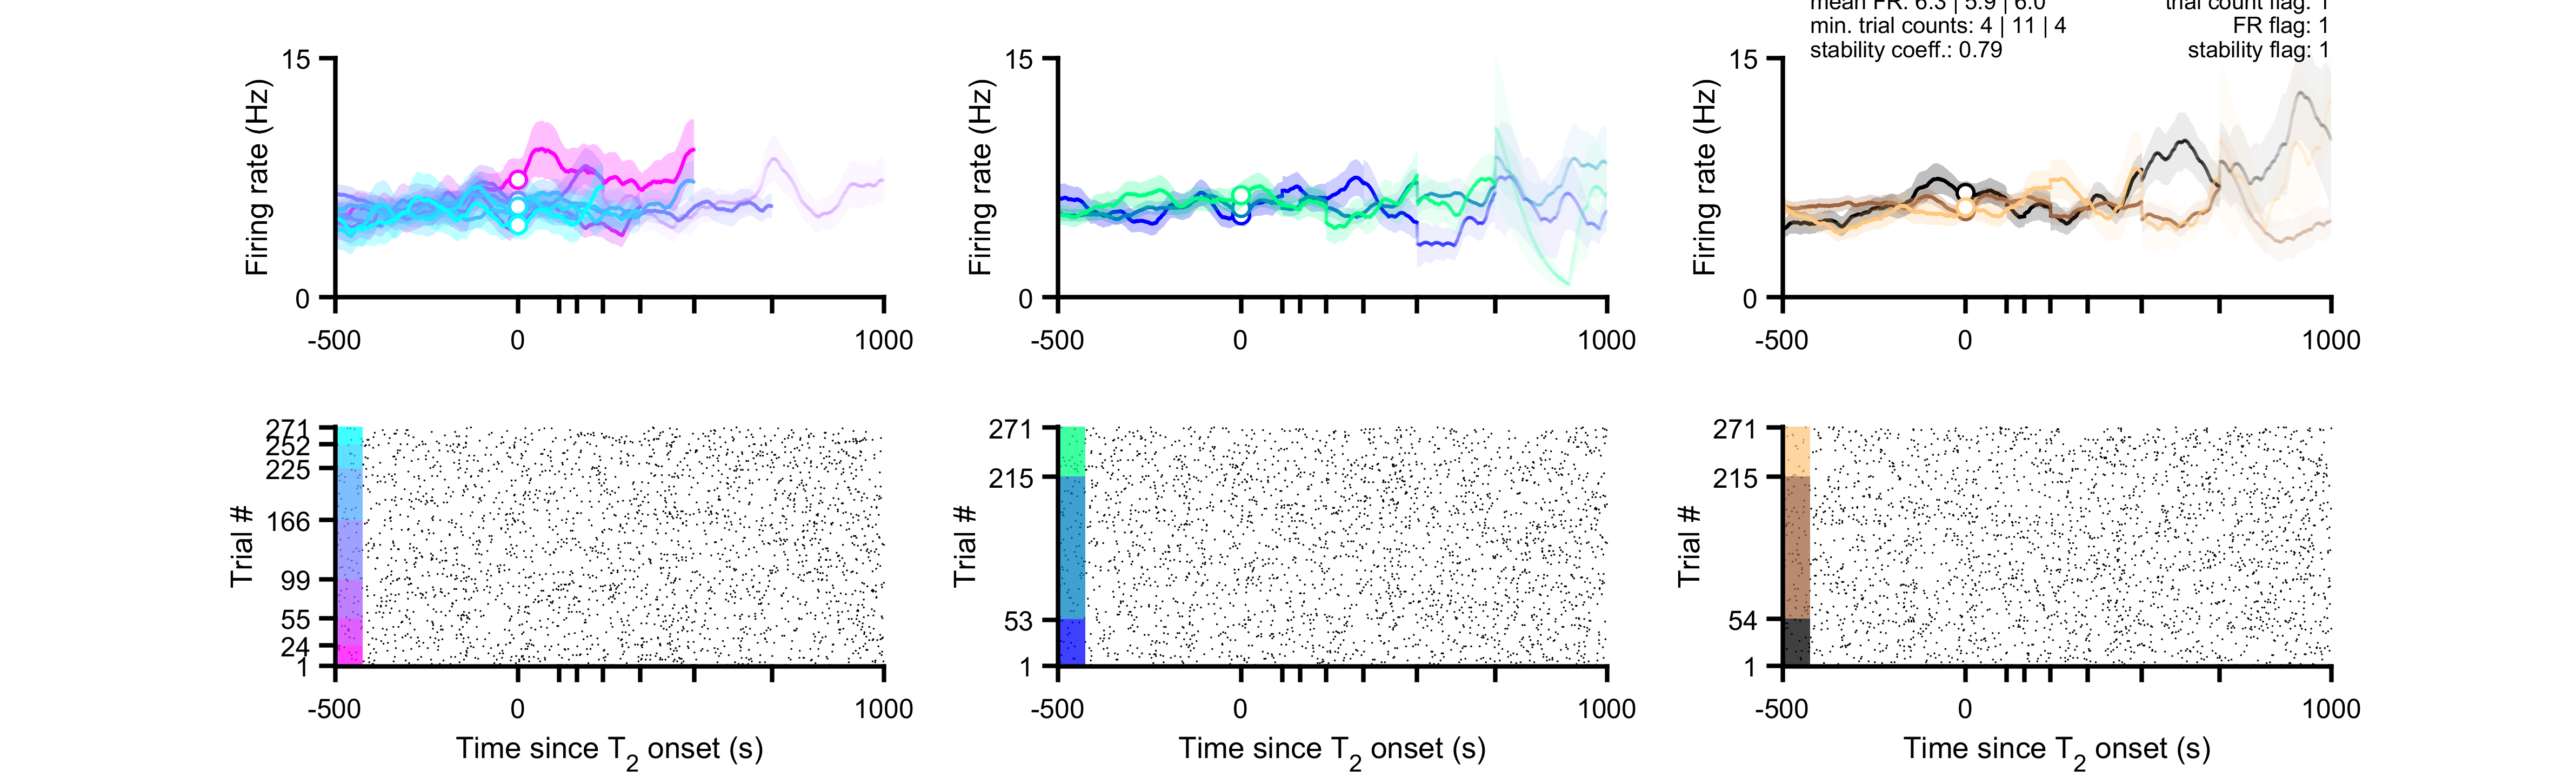 mean FR: 6.3 | 5.9 | 6.0 trial count flag: 1
min. trial counts: 4 | 11 | 4 FR flag: 1
stability coeff.: 0.79 stability flag: 1
15
Firing rate (Hz)
0
-500 0 1000
15
Firing rate (Hz)
0
-500 0 1000
15
Firing rate (Hz)
0
-500 0 1000
271
252
225
166
99
55
24
1
Trial #
-500 0 1000
Time since T2 onset (s)
271
215
53
1
Trial #
-500 0 1000
Time since T2 onset (s)
271
215
54
1
Trial #
-500 0 1000
Time since T2 onset (s)